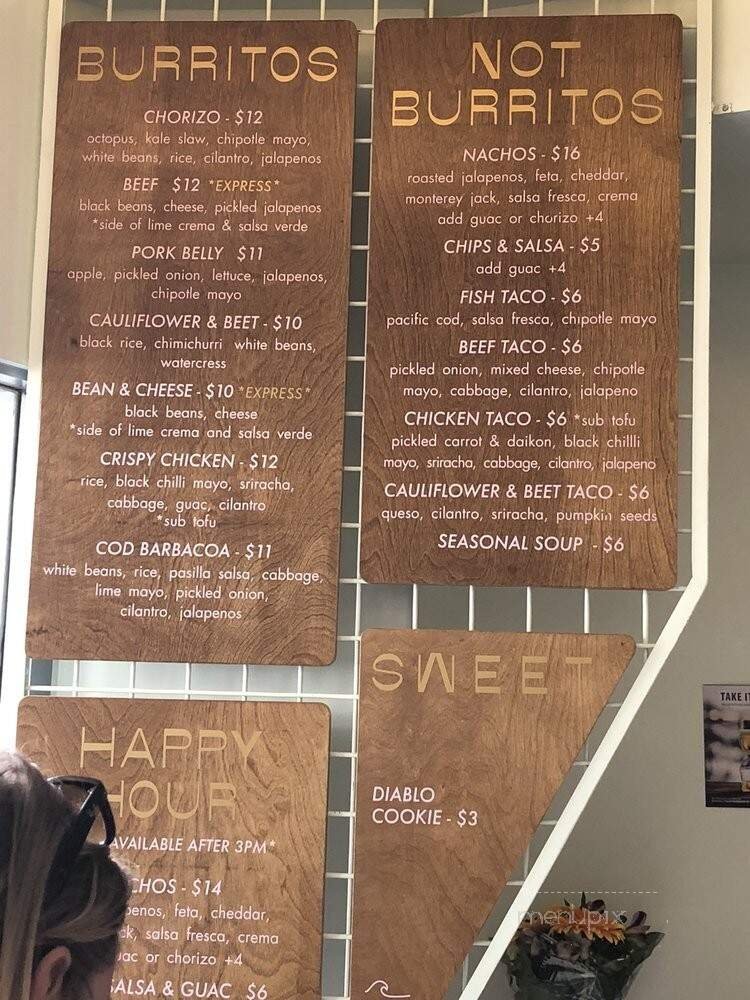 BURRITOS
CHORIZO - $12
octopus, kale slaw, chipotle mayo,
white beans, rice, cilantro, jalapenos
BEEF $12 *EXPRESS*
black beans, cheese, pickled jalapenos
*side of lime crema & salsa verde
PORK BELLY $11
apple, pickled onion, lettuce, jalapenos,
chipotle mayo
CAULIFLOWER & BEET - $10
black rice, chimichurri white beans,
watercress
BEAN & CHEESE - $10 *EXPRESS*
black beans, cheese
*side of lime crema and salsa verde
CRISPY CHICKEN - $12
rice, black chilli mayo, sriracha,
cabbage, guac, cilantro
*sub tofu
COD BARBACOA - $11
white beans, rice, pasilla salsa, cabbage,
lime mayo, pickled onion,
cilantro, jalapenos
NOT
BURRITOS
NACHOS - $16
roasted jalapenos, feta, cheddar,
monterey jack, salsa fresca, crema
add guac or chorizo +4
CHIPS & SALSA - $5
add guac +4
FISH TACO - $6
pacific cod, salsa fresca, chipotle mayo
BEEF TACO - $6
pickled onion, mixed cheese, chipotle
mayo, cabbage, cilantro, jalapeno
CHICKEN TACO - $6 *sub tofu
pickled carrot & daikon, black chillli
mayo, sriracha, cabbage, cilantro, jalapeno
CAULIFLOWER & BEET TACO - $6
queso, cilantro, sriracha, pumpkin seeds
SEASONAL SOUP - $6
HAPPY
HOUR
AVAILABLE AFTER 3PM*
CHOS - $14
penos, feta, cheddar,
ck, salsa fresca, crema
uac or chorizo +4
SALSA & GUAC $6
SWEET
DIABLO
COOKIE - $3
TAKE I
menupix